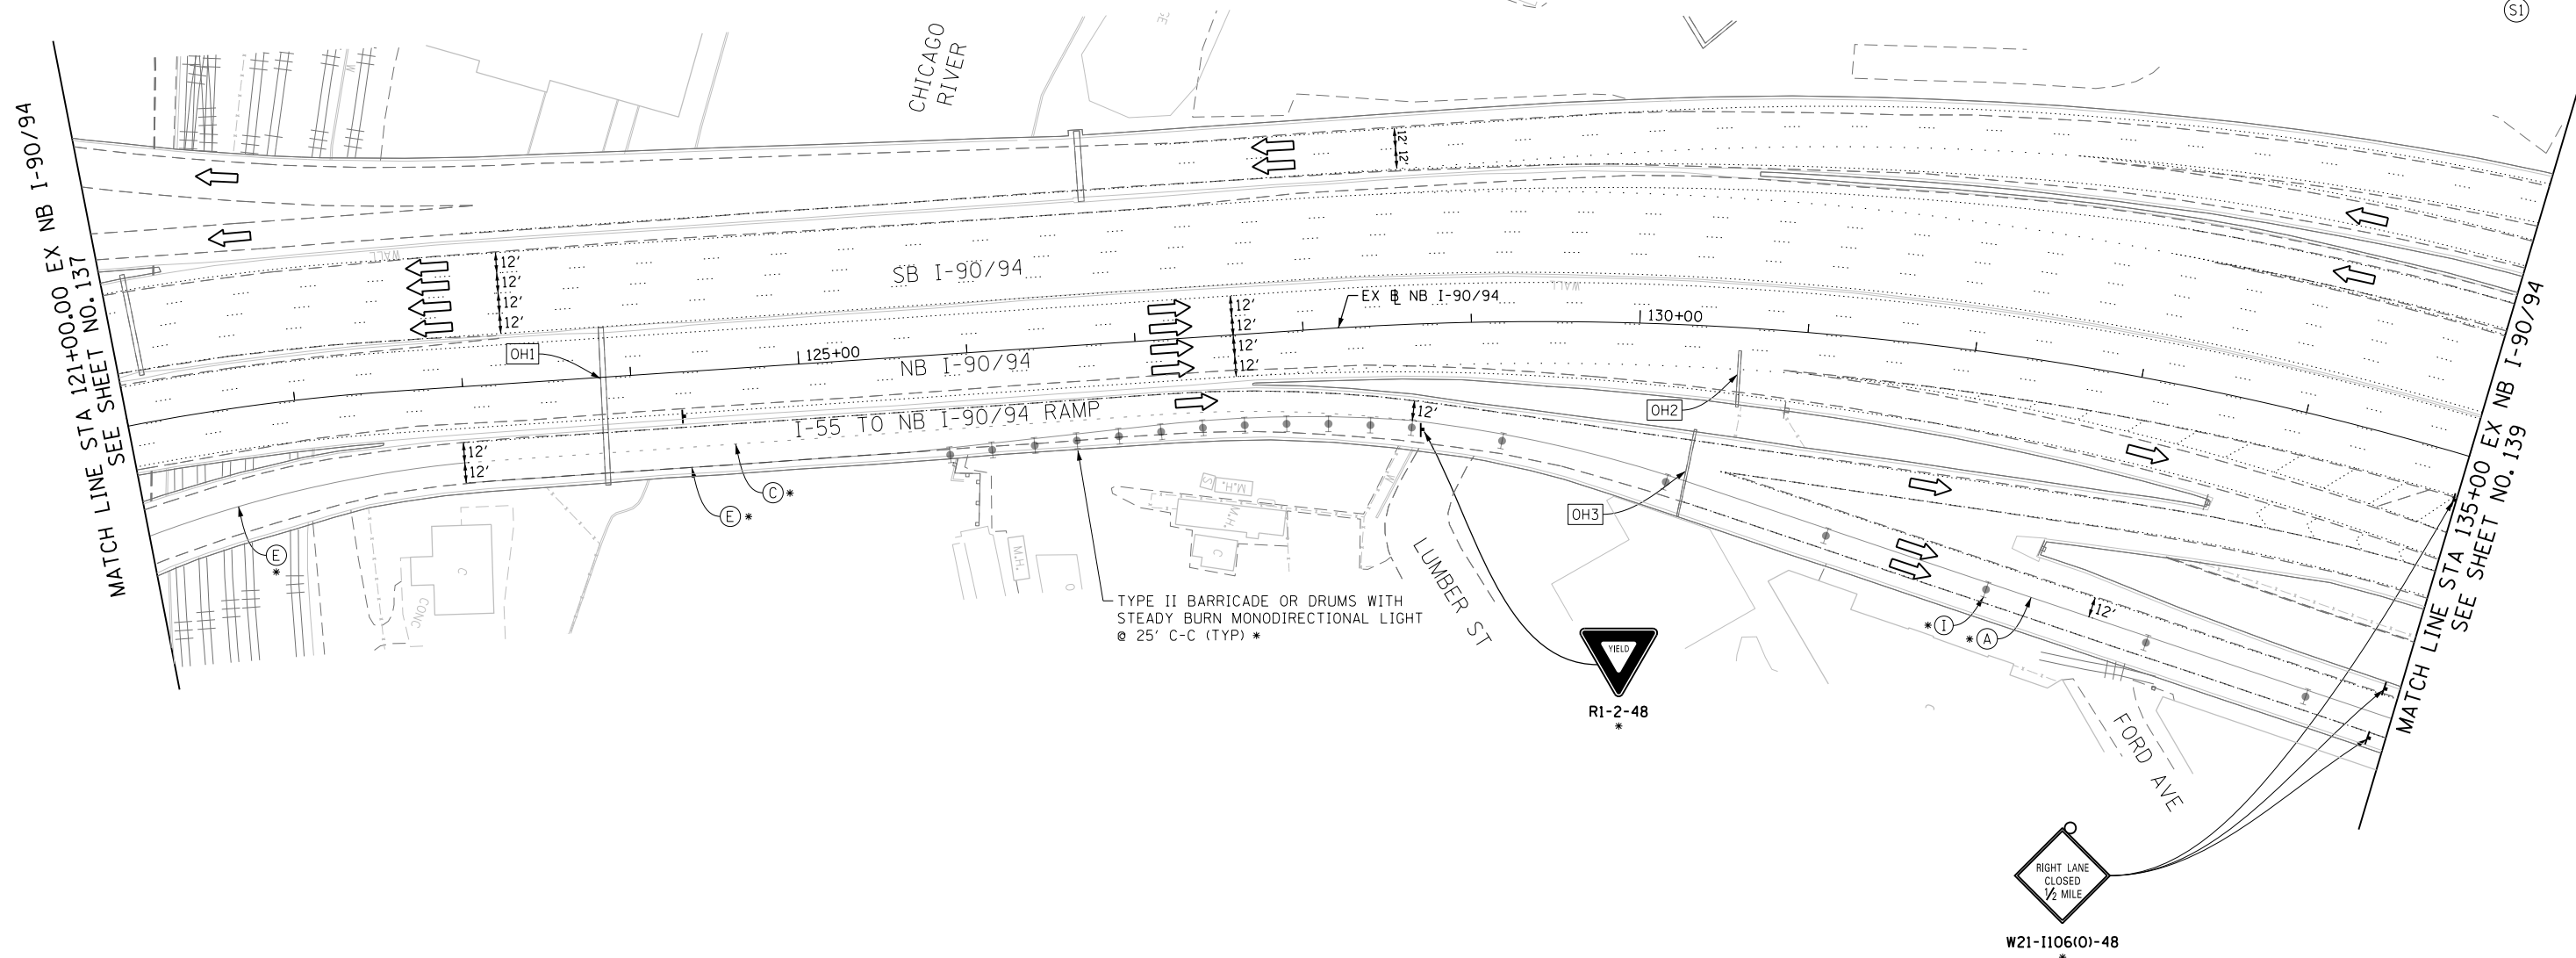 S1
CHICAGO
RIVER
MATCH LINE STA 121+00.00 EX NB I-90/94
SEE SHEET NO. 137
12' 12'
WALL
12'
12'
12'
12'
SB I-90/94
WALL
EX ℄ NB I-90/94
12'
12'
12'
12'
130+00
125+00
OH1
NB I-90/94
I-55 TO NB I-90/94 RAMP
12'
12'
12'
OH2
OH3
C *
E *
E
*
M.H.
M.H.
M.H.
S
C
C
CONC
LUMBER ST
TYPE II BARRICADE OR DRUMS WITH
STEADY BURN MONODIRECTIONAL LIGHT
@ 25' C-C (TYP) *
YIELD
R1-2-48
*
* I
* A
12'
FORD AVE
MATCH LINE STA 135+00 EX NB I-90/94
SEE SHEET NO. 139
RIGHT LANE
CLOSED
1/2 MILE
W21-I106(O)-48
*